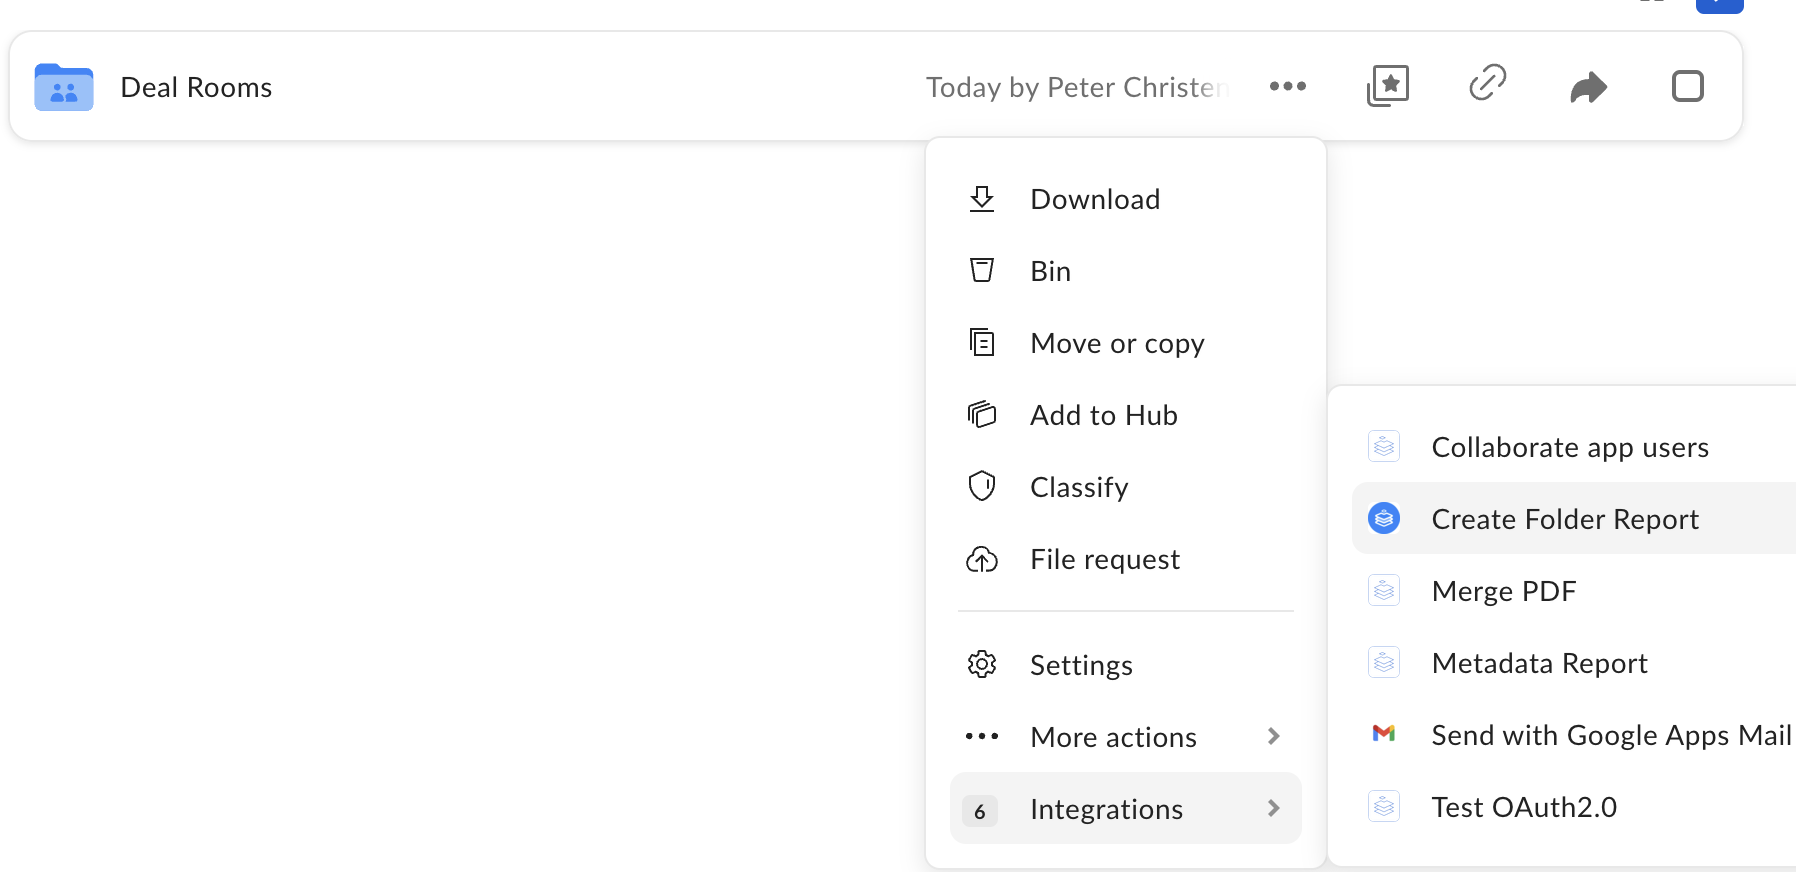 Deal Rooms
Today by Peter Christen
Download
Bin
Move or copy
Add to Hub
Classify
File request
Settings
More actions
6 Integrations
Collaborate app users
Create Folder Report
Merge PDF
Metadata Report
Send with Google Apps Mail
Test OAuth2.0